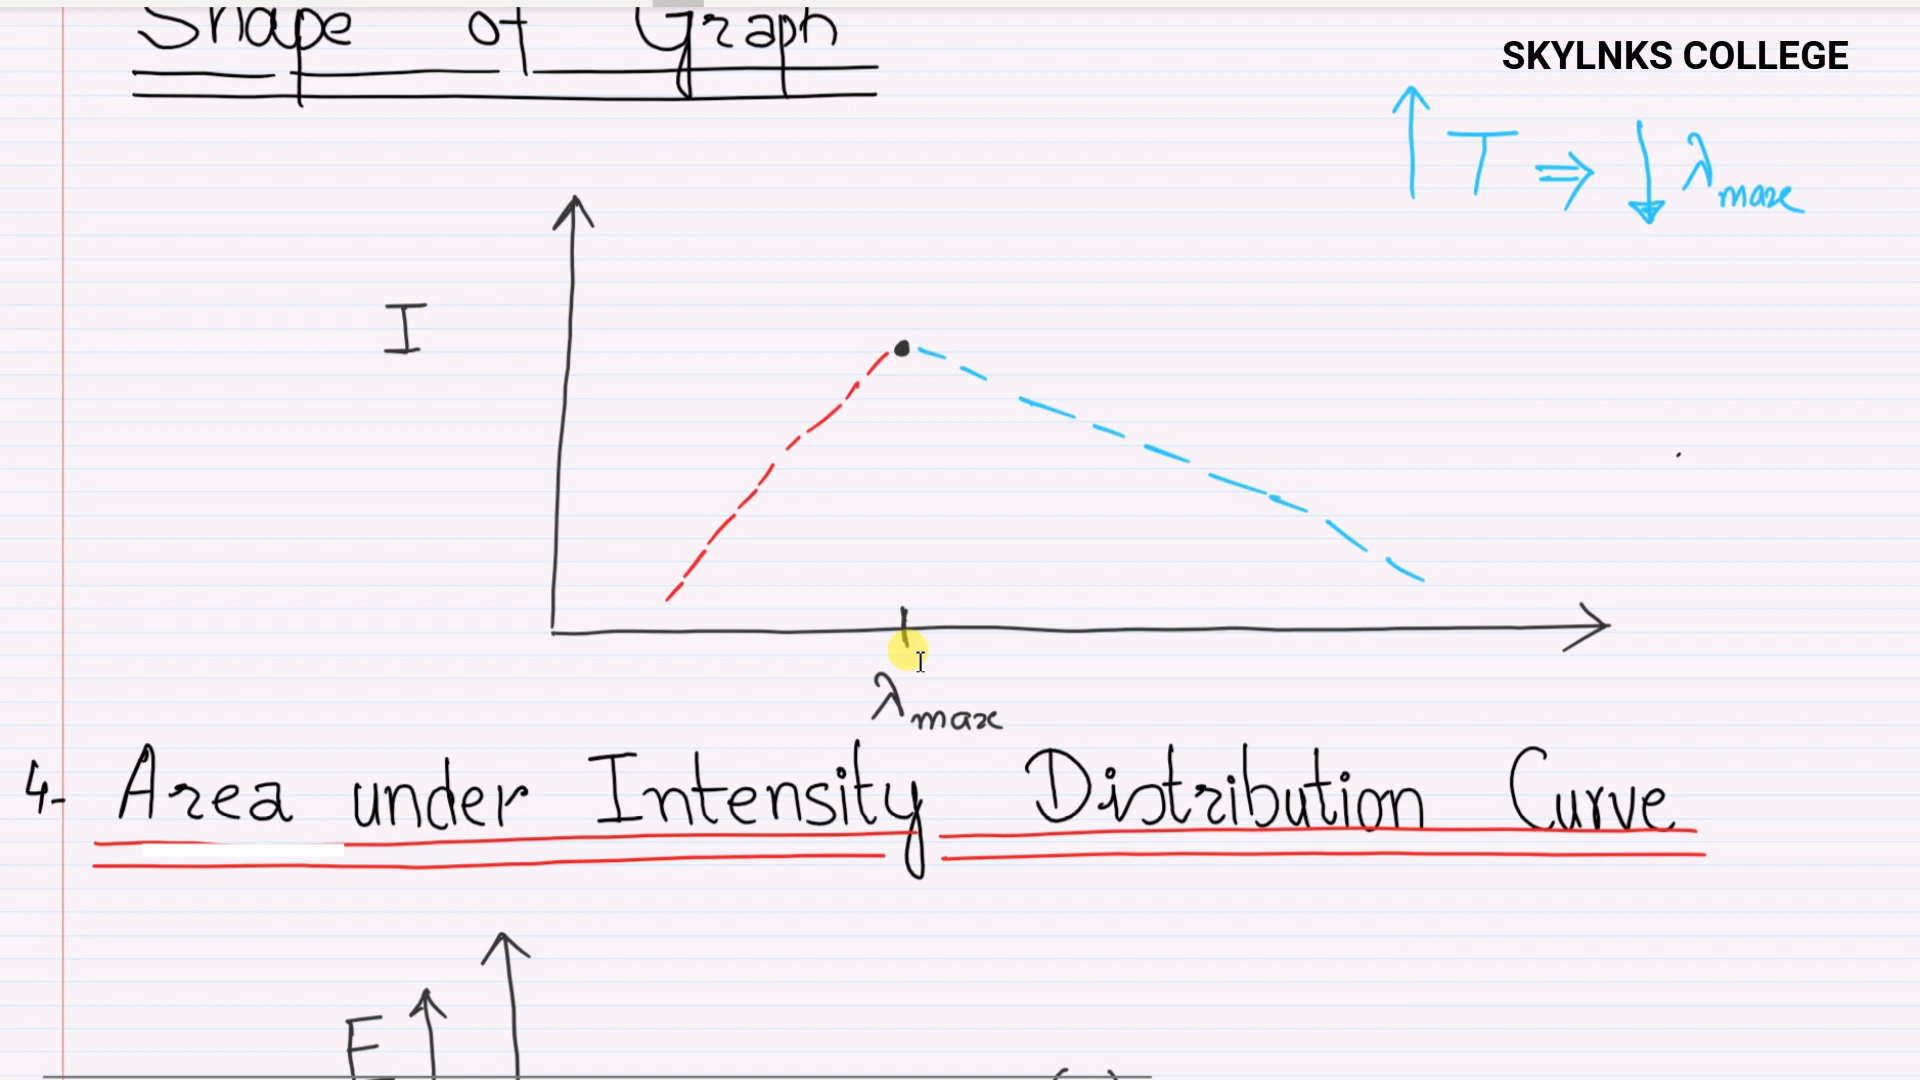 Shape of Graph
SKYLNKS COLLEGE
↑ T ⇒ ↓ λmax
I
λmax
4- Area under Intensity Distribution Curve
E ↑